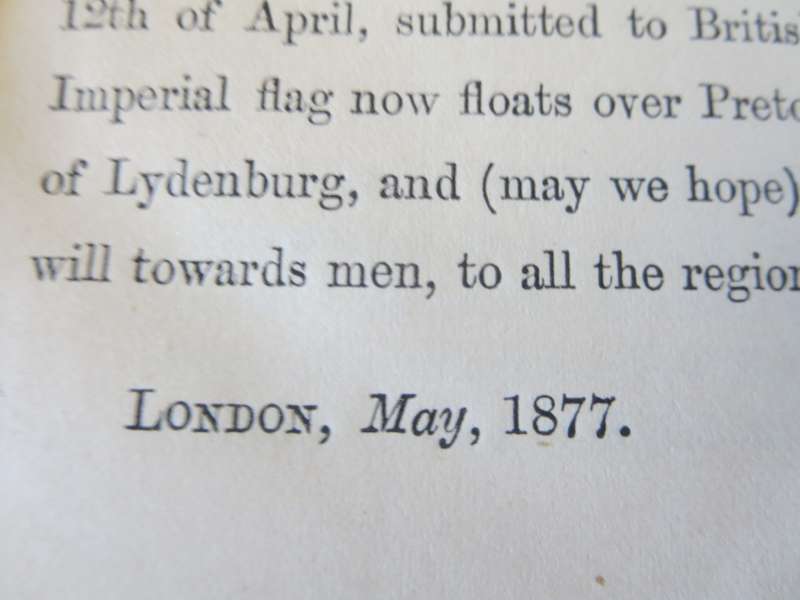 12th of April, submitted to Britis
Imperial flag now floats over Preto
of Lydenburg, and (may we hope)
will towards men, to all the region
LONDON, May, 1877.